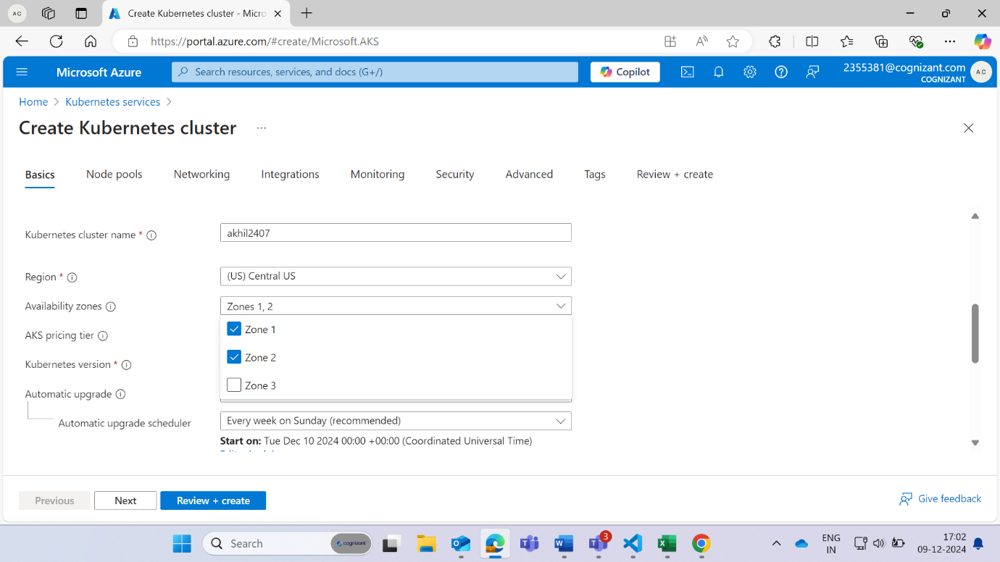 AC
Create Kubernetes cluster - Micro
https://portal.azure.com/#create/Microsoft.AKS
Microsoft Azure
Search resources, services, and docs (G+/)
Copilot
2355381@cognizant.com
COGNIZANT
AC
Home > Kubernetes services >
Create Kubernetes cluster ...
Basics
Node pools
Networking
Integrations
Monitoring
Security
Advanced
Tags
Review + create
Kubernetes cluster name *
akhil2407
Region *
(US) Central US
Availability zones
Zones 1, 2
Zone 1
AKS pricing tier
Zone 2
Kubernetes version *
Zone 3
Automatic upgrade
Automatic upgrade scheduler
Every week on Sunday (recommended)
Start on: Tue Dec 10 2024 00:00 +00:00 (Coordinated Universal Time)
Previous
Next
Review + create
Give feedback
Search
cognizant
3
ENG
IN
17:02
09-12-2024